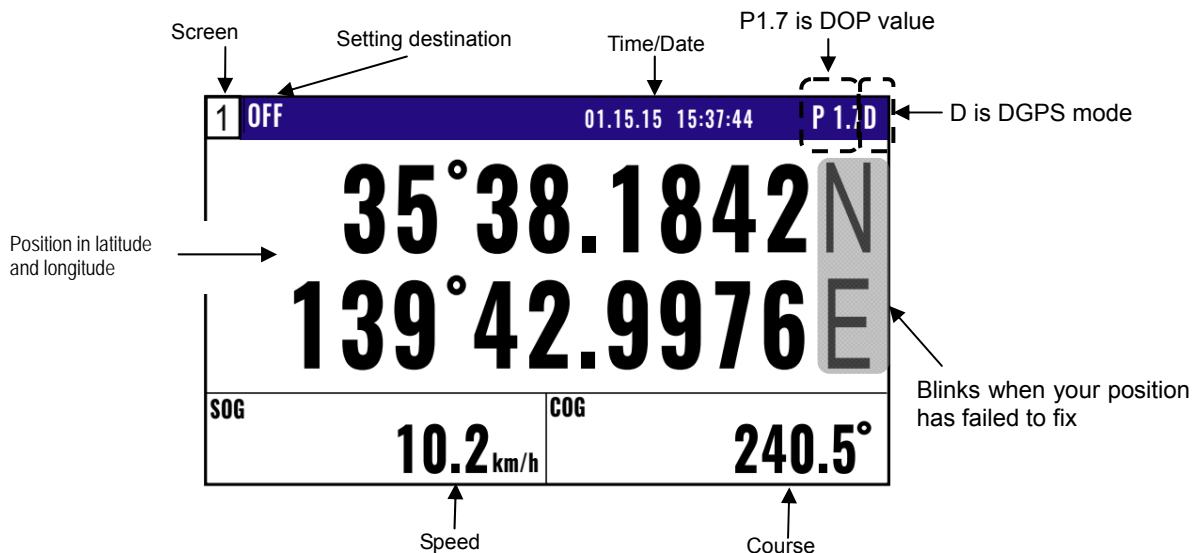 P1.7 is DOP value
Screen
Setting destination
Time/Date
1 OFF 01.15.15 15:37:44 P 1.7D
D is DGPS mode
35°38.1842N
Position in latitude
and longitude
139°42.9976E
Blinks when your position
has failed to fix
SOG
COG
10.2km/h
240.5°
Speed
Course